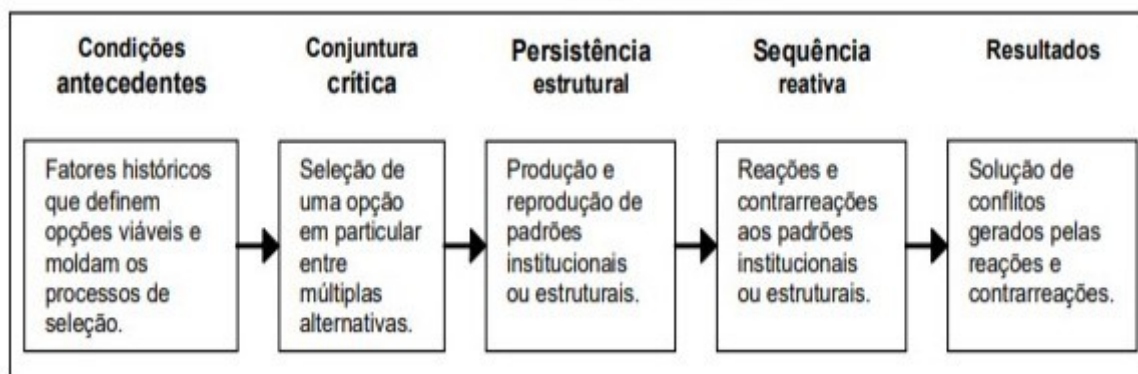 Condições
antecedentes
Conjuntura
crítica
Persistência
estrutural
Sequência
reativa
Resultados
Fatores históricos
que definem
opções viáveis e
moldam os
processos de
seleção.
Seleção de
uma opção
em particular
entre
múltiplas
alternativas.
Produção e
reprodução de
padrões
institucionais
ou estruturais.
Reações e
contrarreações
aos padrões
institucionais
ou estruturais.
Solução de
conflitos
gerados pelas
reações e
contrarreações.